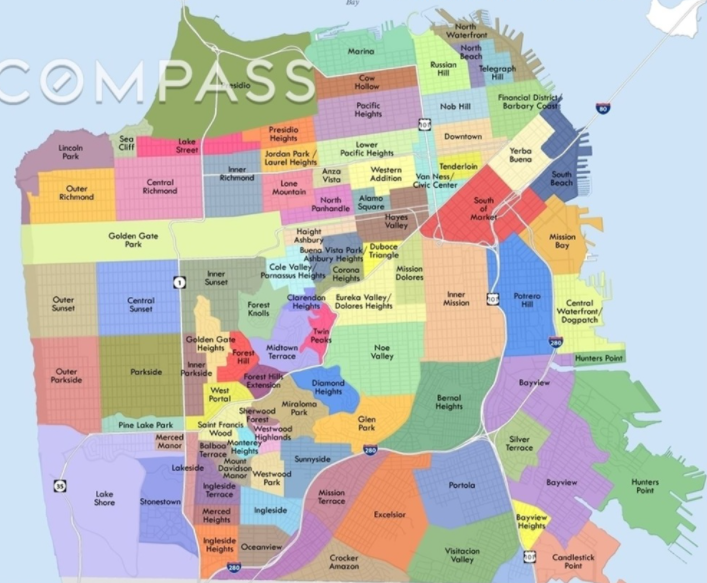 Bay
COMPASS
North
Waterfront
Marina
Russian
Hill
North
Beach
Telegraph
Hill
Cow
Hollow
Pacific
Heights
Nob Hill
Financial District/
Barbary Coast
80
101
Presidio
Heights
Sea
Cliff
Lake
Street
Lincoln
Park
Downtown
Lower
Pacific Heights
Jordan Park /
Laurel Heights
Yerba
Buena
Outer
Richmond
Central
Richmond
Inner
Richmond
Lone
Mountain
Anza
Vista
Western
Addition
Van Ness/
Civic Center
Tenderloin
South
Beach
North
Panhandle
Alamo
Square
Hayes
Valley
South
of
Market
Mission
Bay
Golden Gate
Park
Haight
Ashbury
Buena Vista Park/
Ashbury Heights
Duboce
Triangle
Cole Valley/
Parnassus Heights
Corona
Heights
Mission
Dolores
1
Inner
Sunset
Outer
Sunset
Central
Sunset
Forest
Knolls
Clarendon
Heights
Eureka Valley/
Dolores Heights
Inner
Mission
101
Potrero
Hill
Central
Waterfront/
Dogpatch
Golden Gate
Heights
Twin
Peaks
280
Outer
Parkside
Parkside
Inner
Parkside
Forest
Hill
Midtown
Terrace
Noe
Valley
Hunters Point
Forest Hills
Extension
Diamond
Heights
Bayview
West
Portal
Sherwood
Forest
Miraloma
Park
Bernal
Heights
Pine Lake Park
Saint Francis
Wood
Westwood
Highlands
Glen
Park
Merced
Manor
Balboa
Terrace
Monterey
Heights
280
Silver
Terrace
Lakeside
Mount
Davidson
Manor
Sunnyside
35
Lake
Shore
Stonestown
Ingleside
Terrace
Westwood
Park
Mission
Terrace
Portola
Bayview
Hunters
Point
Merced
Heights
Ingleside
Excelsior
Bayview
Heights
Ingleside
Heights
Oceanview
280
Crocker
Amazon
Visitacion
Valley
101
Candlestick
Point